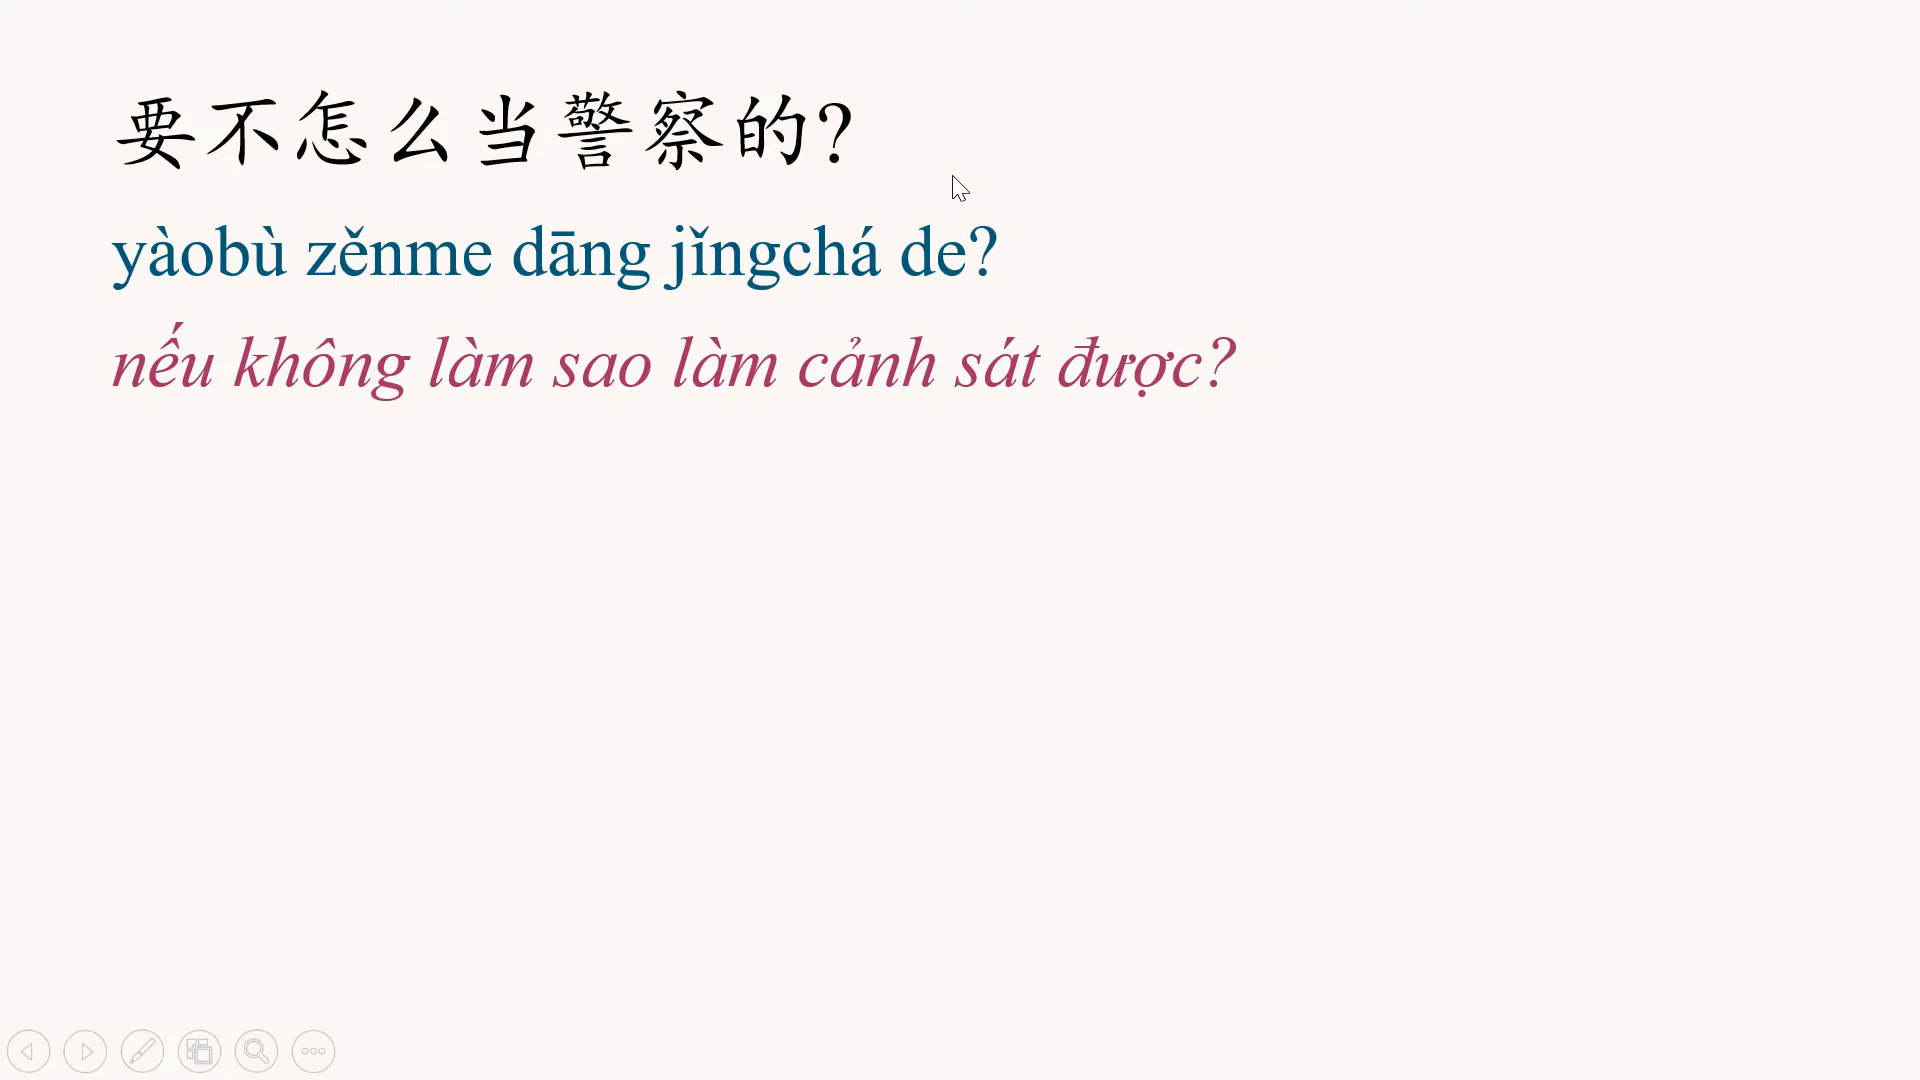 要不怎么当警察的?
yàobù zěnme dāng jǐngchá de?
nếu không làm sao làm cảnh sát được?